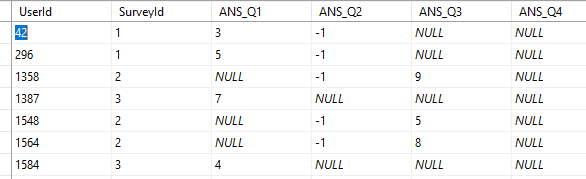 UserId SurveyId ANS_Q1 ANS_Q2 ANS_Q3 ANS_Q4
42 1 3 -1 NULL NULL
296 1 5 -1 NULL NULL
1358 2 NULL -1 9 NULL
1387 3 7 NULL NULL NULL
1548 2 NULL -1 5 NULL
1564 2 NULL -1 8 NULL
1584 3 4 NULL NULL NULL